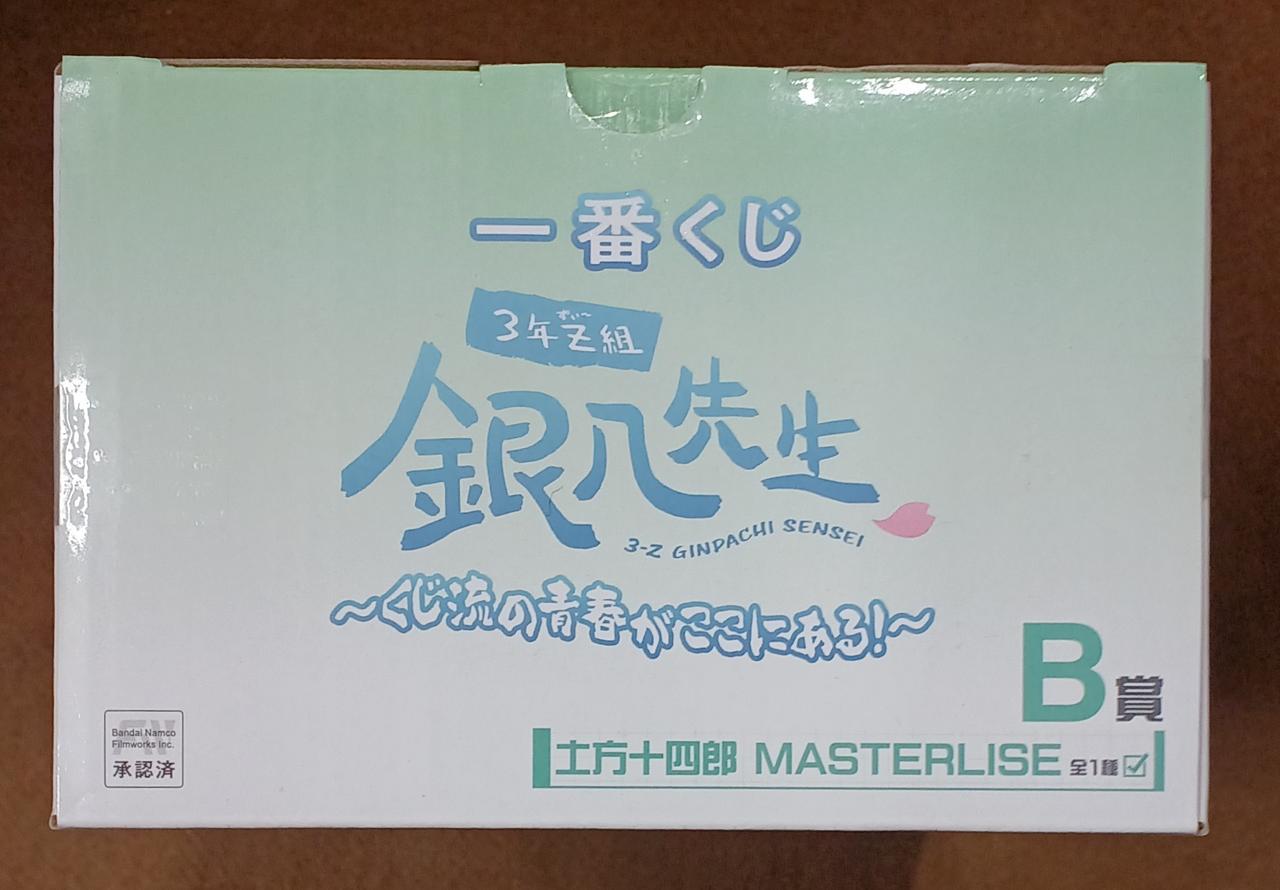 一番くじ
ずぃ〜
3年Z組
銀八先生
3-Z GINPACHI SENSEI
〜くじ流の青春がここにある!〜
B賞
土方十四郎 MASTERLISE 全1種
Bandai Namco
Filmworks Inc.
承認済